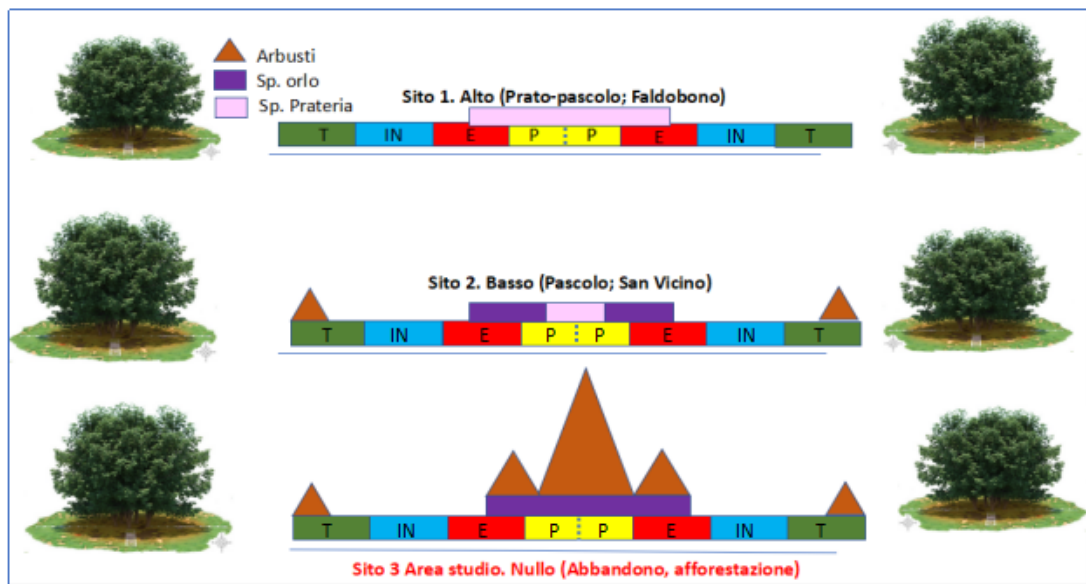 Arbusti
Sp. orlo
Sp. Prateria
Sito 1. Alto (Prato-pascolo; Faldobono)
T IN E P P E IN T
Sito 2. Basso (Pascolo; San Vicino)
T IN E P P E IN T
T IN E P P E IN T
Sito 3 Area studio. Nullo (Abbandono, afforestazione)